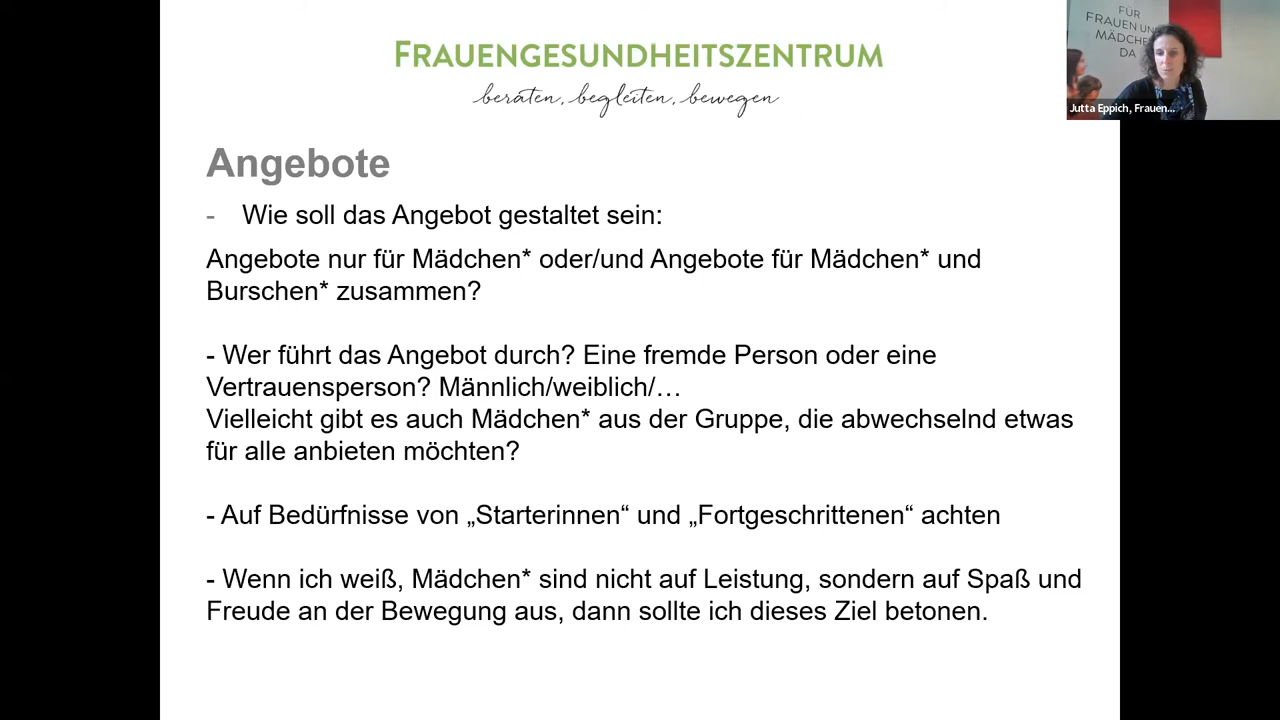 FRAUENGESUNDHEITSZENTRUM
beraten, begleiten, bewegen
FÜR
FRAUEN UN
MÄDCHE
DA
Jutta Eppich, Frauen...
Angebote
- Wie soll das Angebot gestaltet sein:
Angebote nur für Mädchen* oder/und Angebote für Mädchen* und
Burschen* zusammen?
- Wer führt das Angebot durch? Eine fremde Person oder eine
Vertrauensperson? Männlich/weiblich/…
Vielleicht gibt es auch Mädchen* aus der Gruppe, die abwechselnd etwas
für alle anbieten möchten?
- Auf Bedürfnisse von „Starterinnen“ und „Fortgeschrittenen“ achten
- Wenn ich weiß, Mädchen* sind nicht auf Leistung, sondern auf Spaß und
Freude an der Bewegung aus, dann sollte ich dieses Ziel betonen.